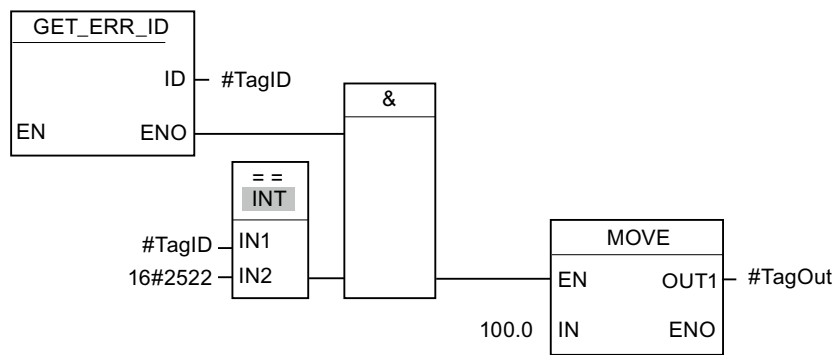 GET_ERR_ID
ID #TagID
&
EN ENO
= =
INT
#TagID IN1
MOVE
16#2522 IN2
EN OUT1 #TagOut
100.0 IN ENO